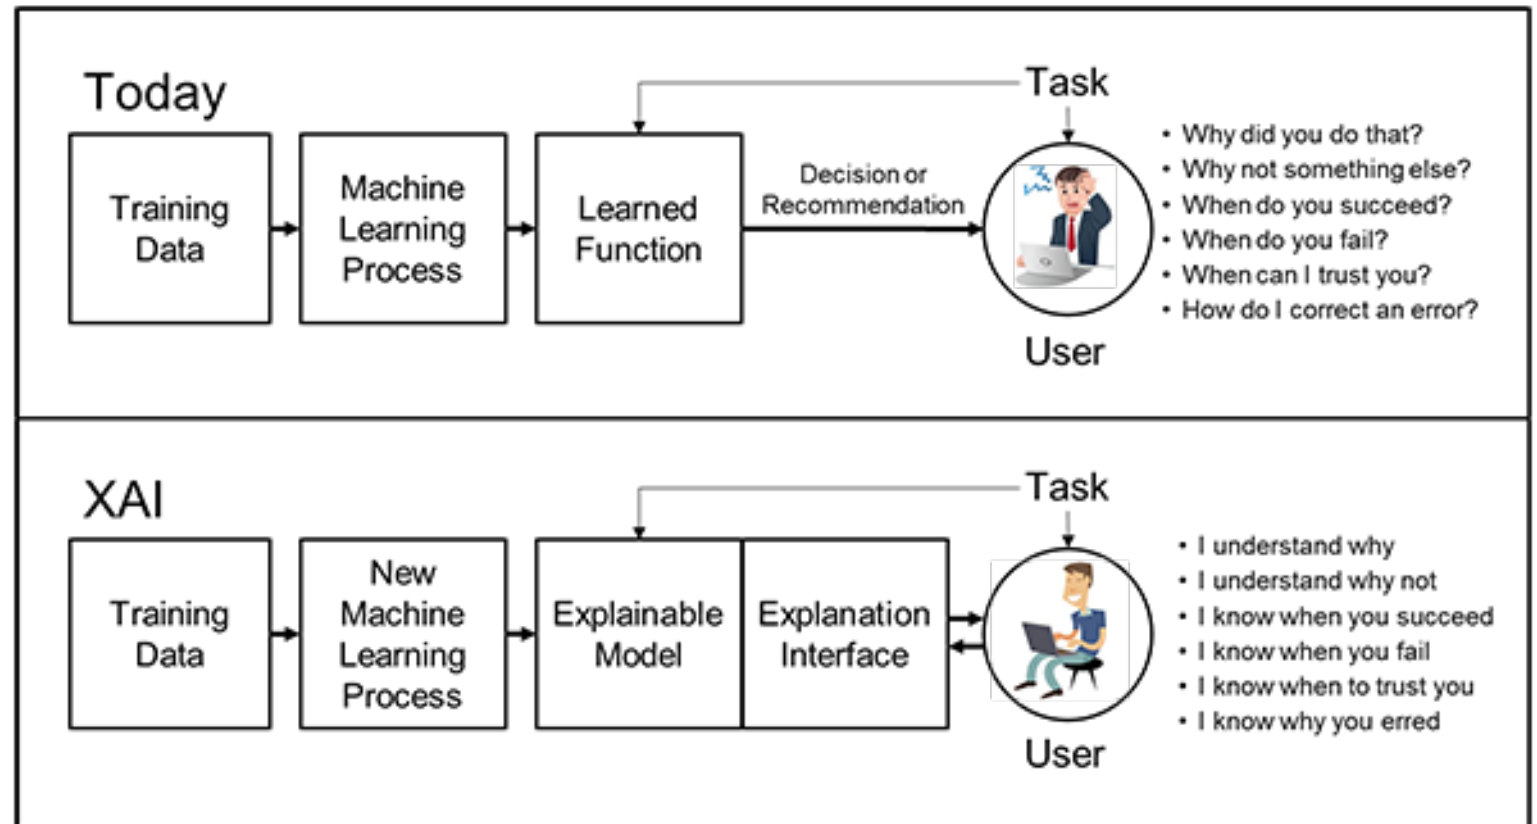 Today
Task
Training
Data
Machine
Learning
Process
Learned
Function
Decision or
Recommendation
User
• Why did you do that?
• Why not something else?
• When do you succeed?
• When do you fail?
• When can I trust you?
• How do I correct an error?
XAI
Task
Training
Data
New
Machine
Learning
Process
Explainable
Model
Explanation
Interface
User
• I understand why
• I understand why not
• I know when you succeed
• I know when you fail
• I know when to trust you
• I know why you erred